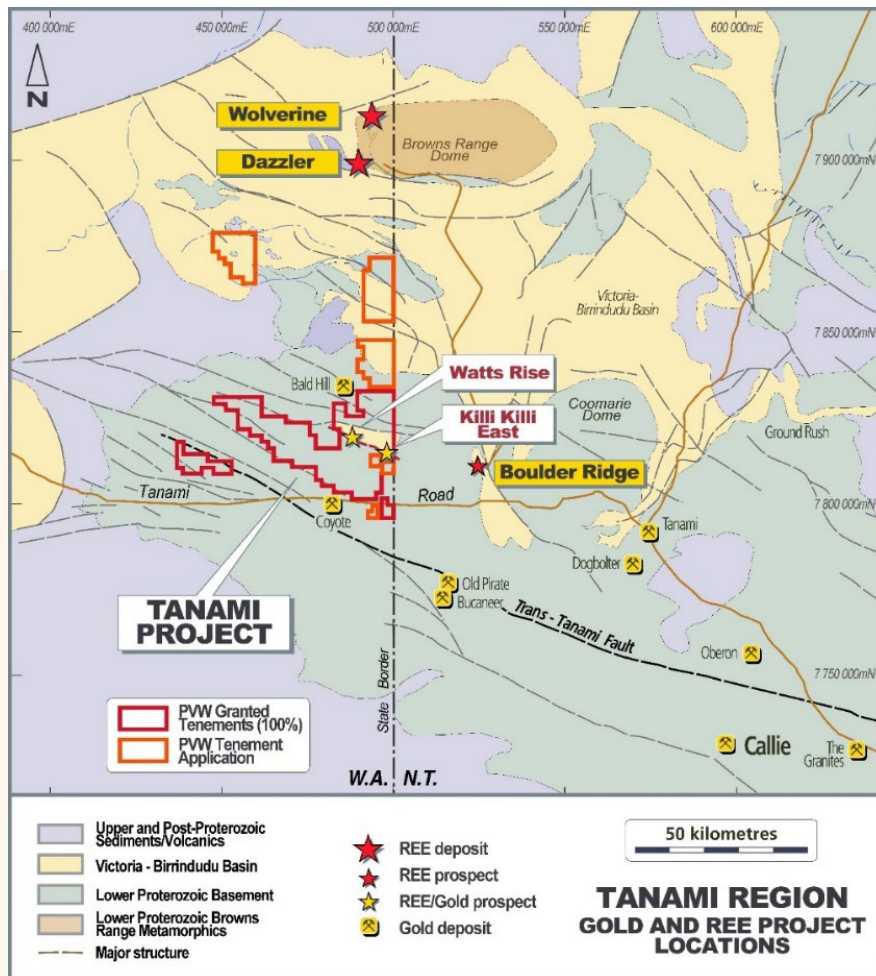 400 000mE
450 000mE
500 000mE
550 000mE
600 000mE
N
Wolverine
Dazzler
Browns Range
Dome
7 900 000mN
Victoria-
Birrindudu Basin
7 850 000mN
Bald Hill
Watts Rise
Killi Killi
East
Coomarie
Dome
Ground Rush
Boulder Ridge
Tanami
Road
7 800 000mN
Coyote
Tanami
Dogbolter
TANAMI
PROJECT
Old Pirate
Bucaneer
Trans - Tanami Fault
Oberon
7 750 000mN
State Border
PVW Granted
Tenements (100%)
PVW Tenement
Application
Callie
The
Granites
W.A.
N.T.
Upper and Post-Proterozoic
Sediments/Volcanics
Victoria - Birrindudu Basin
Lower Proterozoic Basement
Lower Proterozoic Browns
Range Metamorphics
Major structure
REE deposit
REE prospect
REE/Gold prospect
Gold deposit
50 kilometres
TANAMI REGION
GOLD AND REE PROJECT
LOCATIONS